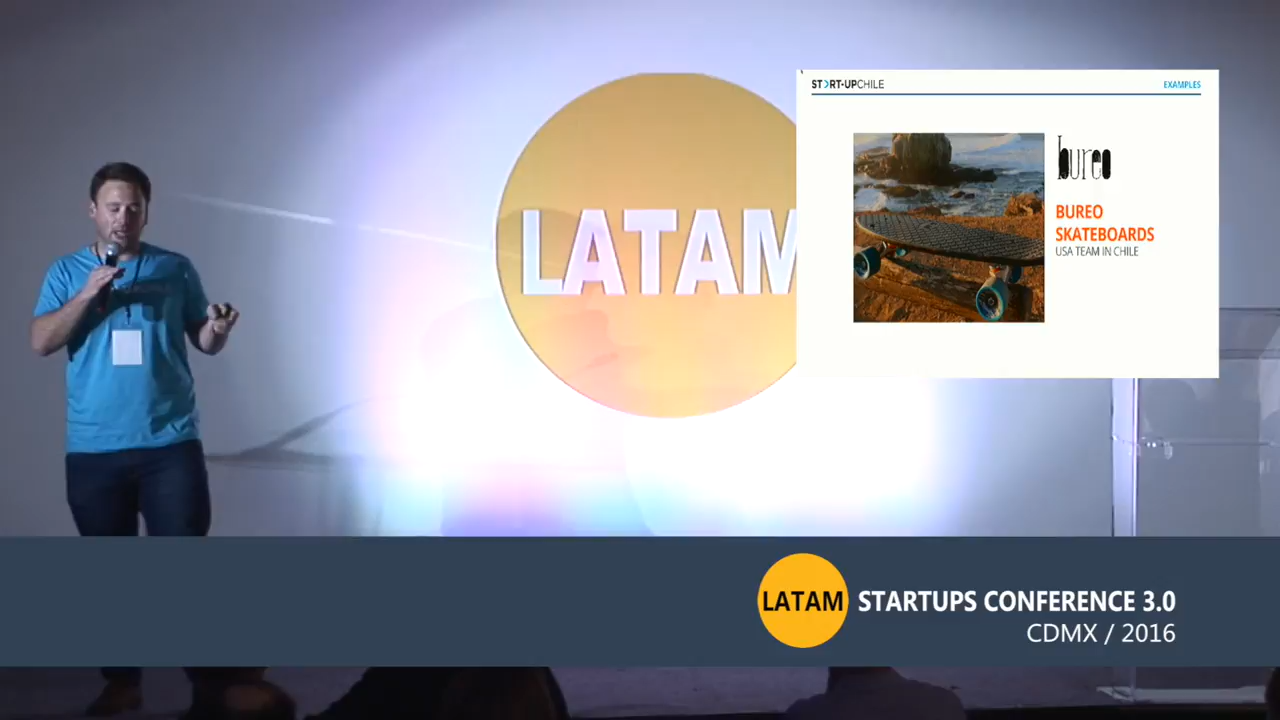 LATAM
ST>RT-UPCHILE
EXAMPLES
bureo
BUREO
SKATEBOARDS
USA TEAM IN CHILE
LATAM
STARTUPS CONFERENCE 3.0
CDMX / 2016